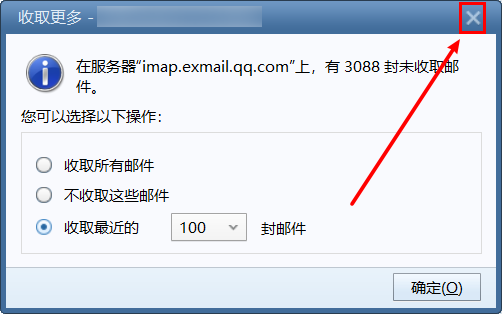 收取更多 -
在服务器“imap.exmail.qq.com”上，有 3088 封未收取邮
件。
您可以选择以下操作：
收取所有邮件
不收取这些邮件
收取最近的 100 封邮件
确定(O)